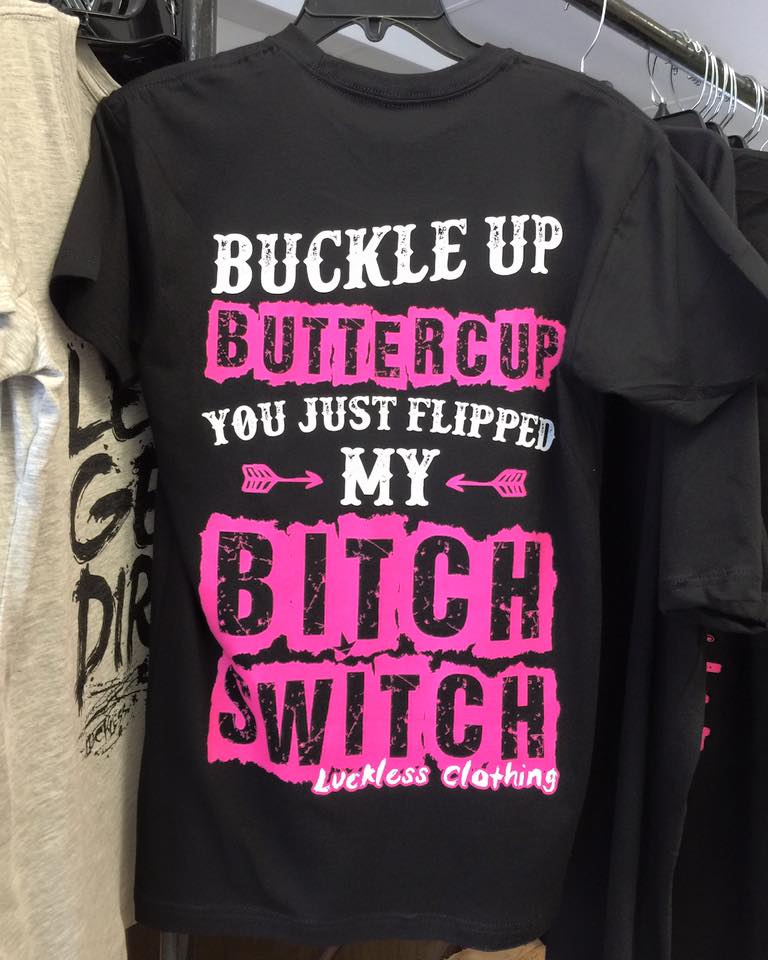 BUCKLE UP
BUTTERCUP
YOU JUST FLIPPED
MY
BITCH
SWITCH
Luckless Clothing